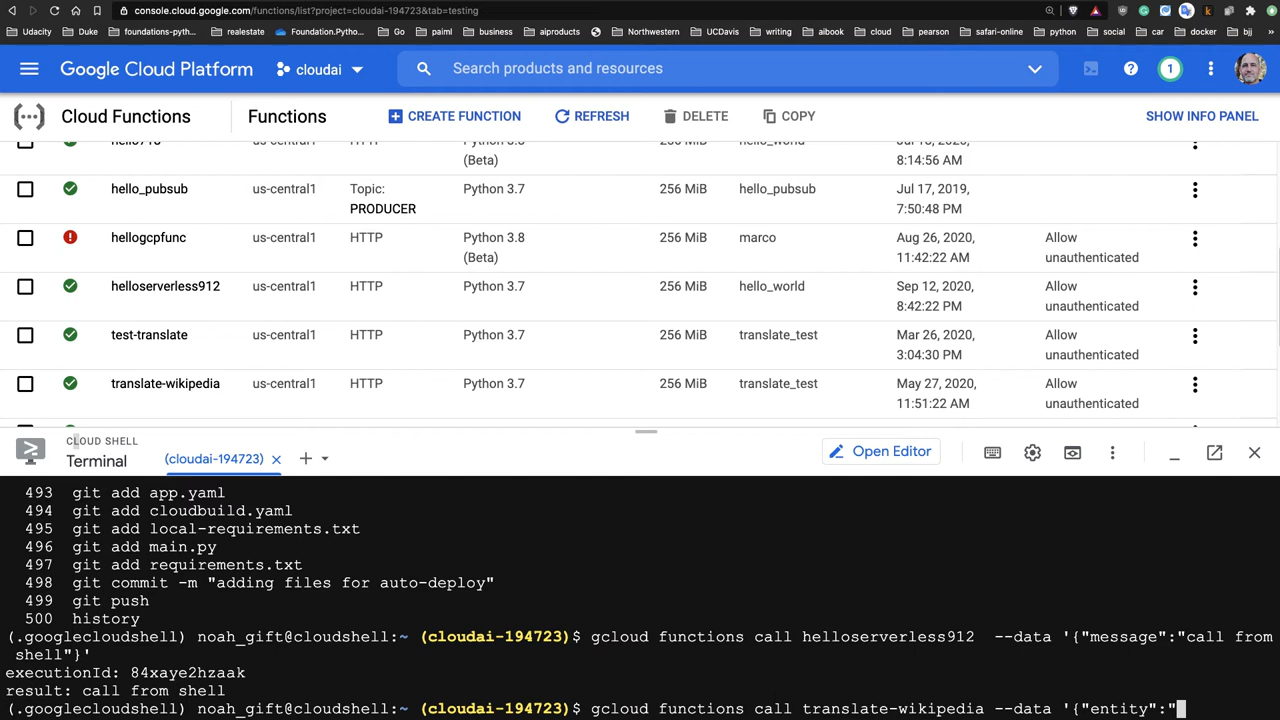 console.cloud.google.com/functions/list?project=cloudai-194723&tab=testing
Udacity Duke foundations-pyth... realestate Foundation.Python... Go paiml business aiproducts Northwestern UCDavis writing aibook cloud pearson safari-online python social car docker bjj »
Google Cloud Platform cloudai Search products and resources 1
Cloud Functions Functions CREATE FUNCTION REFRESH DELETE COPY SHOW INFO PANEL
(Beta) 8:14:56 AM
hello_pubsub us-central1 Topic: Python 3.7 256 MiB hello_pubsub Jul 17, 2019,
PRODUCER 7:50:48 PM
hellogcpfunc us-central1 HTTP Python 3.8 256 MiB marco Aug 26, 2020, Allow
(Beta) 11:42:22 AM unauthenticated
helloserverless912 us-central1 HTTP Python 3.7 256 MiB hello_world Sep 12, 2020, Allow
8:42:22 PM unauthenticated
test-translate us-central1 HTTP Python 3.7 256 MiB translate_test Mar 26, 2020, Allow
3:04:30 PM unauthenticated
translate-wikipedia us-central1 HTTP Python 3.7 256 MiB translate_test May 27, 2020, Allow
11:51:22 AM unauthenticated
CLOUD SHELL
Terminal (cloudai-194723) Open Editor
493 git add app.yaml
494 git add cloudbuild.yaml
495 git add local-requirements.txt
496 git add main.py
497 git add requirements.txt
498 git commit -m "adding files for auto-deploy"
499 git push
500 history
(.googlecloudshell) noah_gift@cloudshell:~ (cloudai-194723)$ gcloud functions call helloserverless912 --data '{"message":"call from
shell"}'
executionId: 84xaye2hzaak
result: call from shell
(.googlecloudshell) noah_gift@cloudshell:~ (cloudai-194723)$ gcloud functions call translate-wikipedia --data '{"entity":"